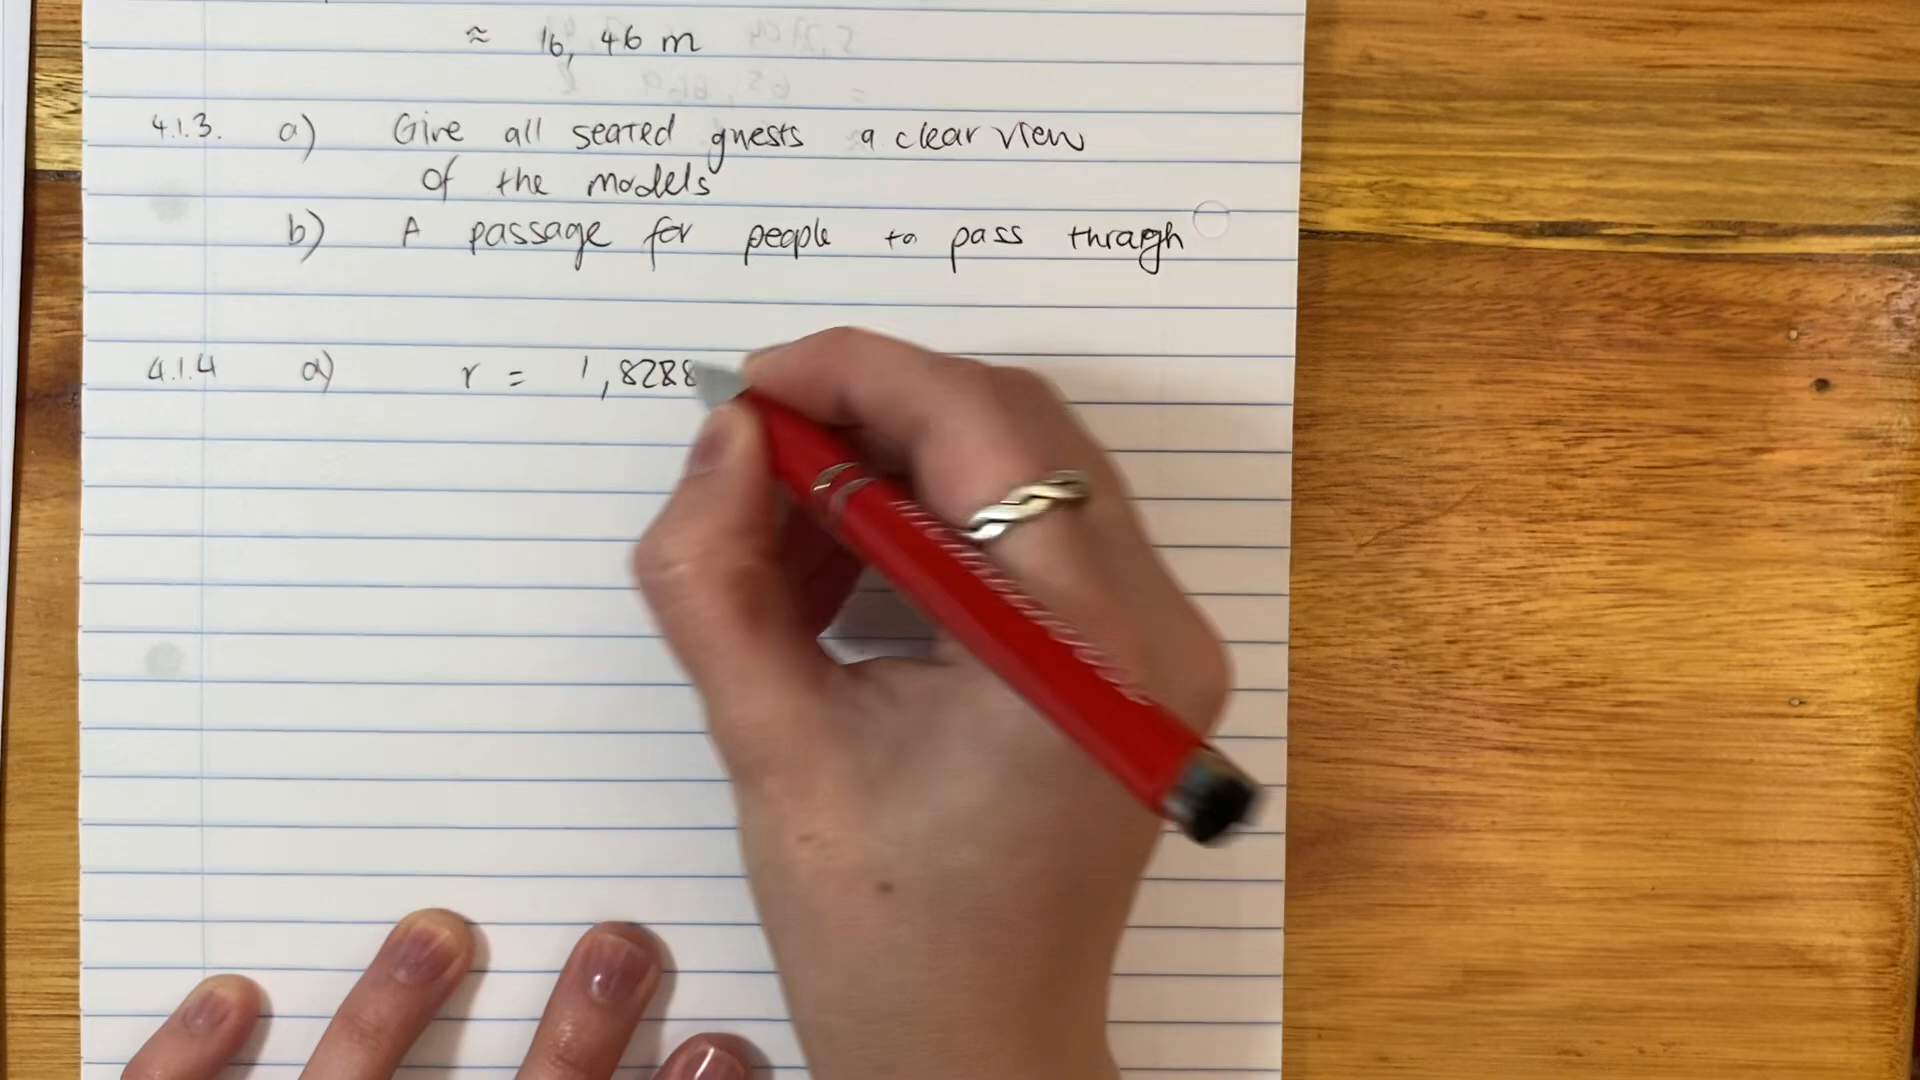 ≈ 16,46 m
4.1.3. a) Give all seated guests a clear view
of the models
b) A passage for people to pass through
4.1.4 a) r = 1,8288